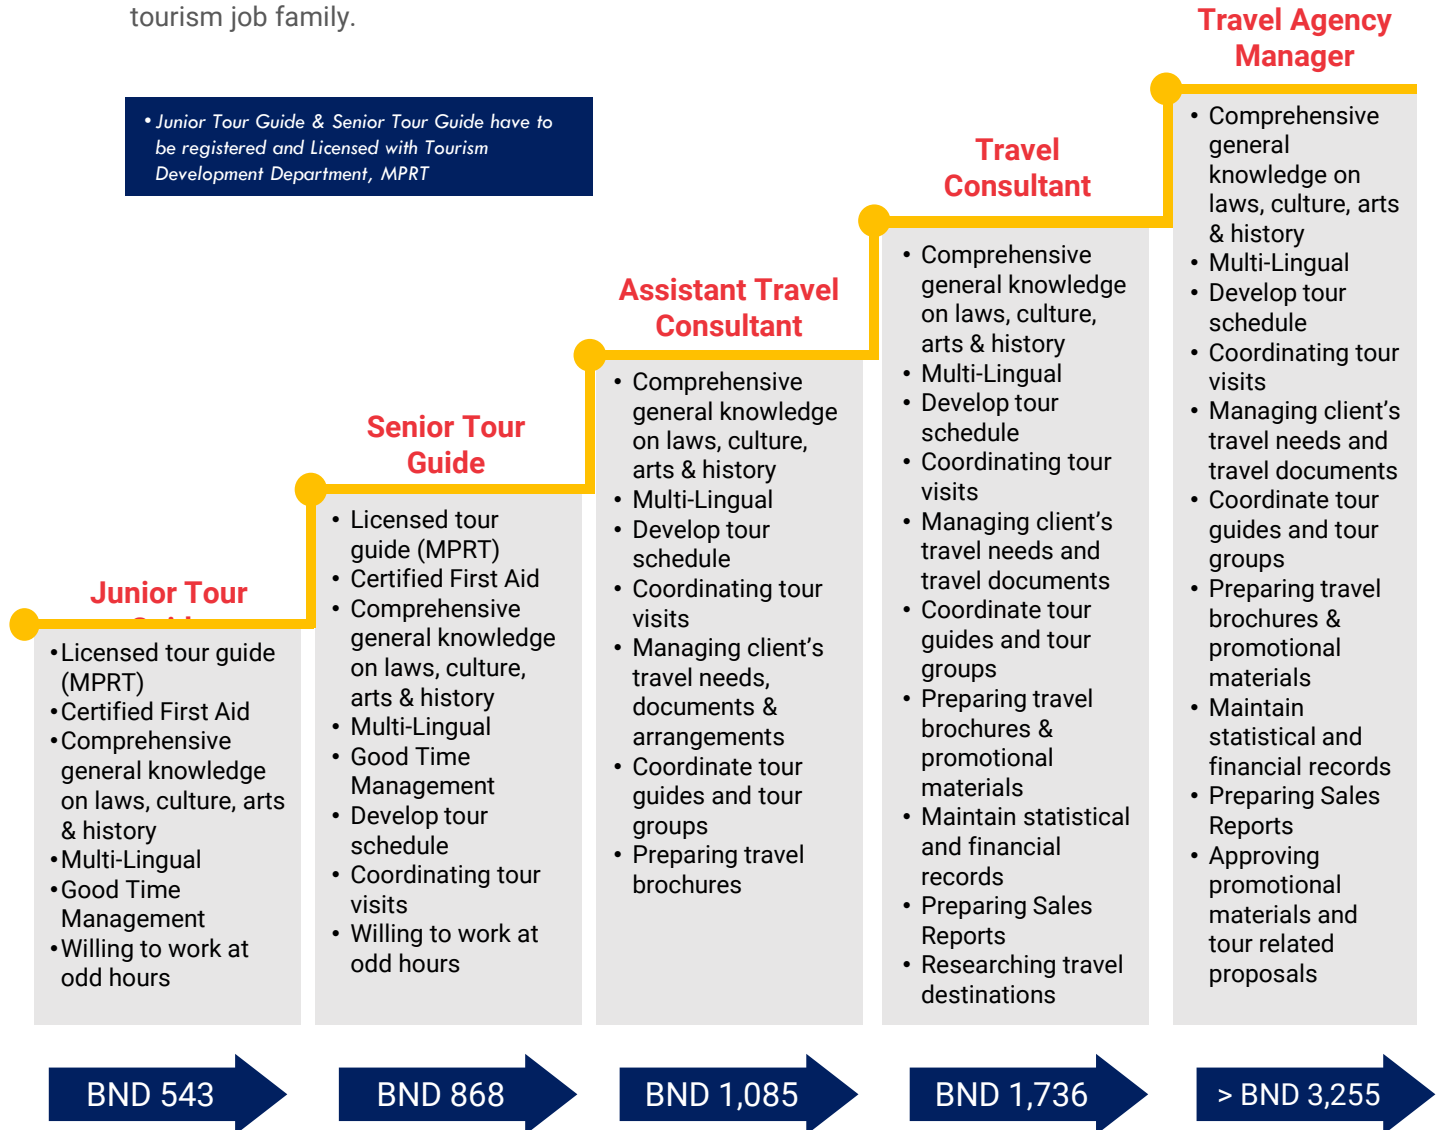 tourism job family.
• Junior Tour Guide & Senior Tour Guide have to
be registered and Licensed with Tourism
Development Department, MPRT
Junior Tour
• Licensed tour guide
(MPRT)
• Certified First Aid
• Comprehensive
general knowledge
on laws, culture, arts
& history
• Multi-Lingual
• Good Time
Management
• Willing to work at
odd hours
BND 543
Senior Tour
Guide
• Licensed tour
guide (MPRT)
• Certified First Aid
• Comprehensive
general knowledge
on laws, culture,
arts & history
• Multi-Lingual
• Good Time
Management
• Develop tour
schedule
• Coordinating tour
visits
• Willing to work at
odd hours
BND 868
Assistant Travel
Consultant
• Comprehensive
general knowledge
on laws, culture,
arts & history
• Multi-Lingual
• Develop tour
schedule
• Coordinating tour
visits
• Managing client’s
travel needs,
documents &
arrangements
• Coordinate tour
guides and tour
groups
• Preparing travel
brochures
BND 1,085
Travel
Consultant
• Comprehensive
general knowledge
on laws, culture,
arts & history
• Multi-Lingual
• Develop tour
schedule
• Coordinating tour
visits
• Managing client’s
travel needs and
travel documents
• Coordinate tour
guides and tour
groups
• Preparing travel
brochures &
promotional
materials
• Maintain statistical
and financial
records
• Preparing Sales
Reports
• Researching travel
destinations
BND 1,736
Travel Agency
Manager
• Comprehensive
general
knowledge on
laws, culture, arts
& history
• Multi-Lingual
• Develop tour
schedule
• Coordinating tour
visits
• Managing client’s
travel needs and
travel documents
• Coordinate tour
guides and tour
groups
• Preparing travel
brochures &
promotional
materials
• Maintain
statistical and
financial records
• Preparing Sales
Reports
• Approving
promotional
materials and
tour related
proposals
> BND 3,255